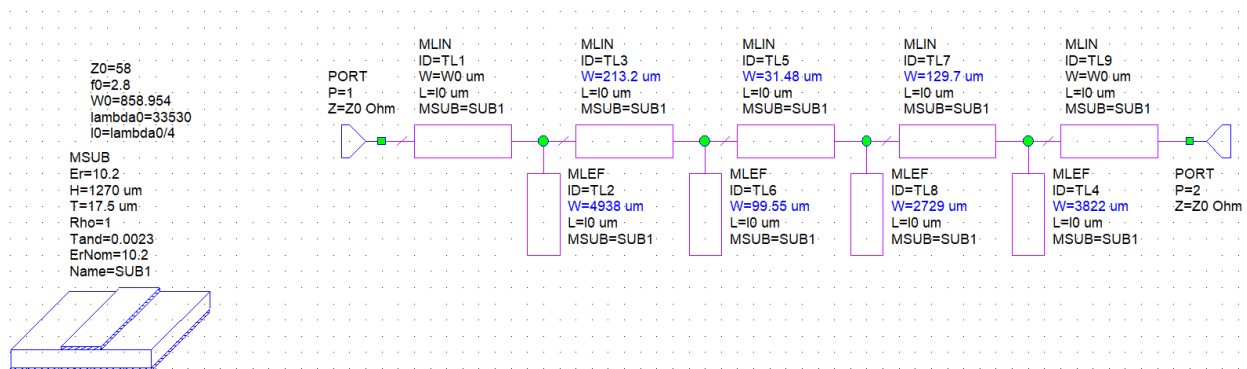 Z0=58
f0=2.8
W0=858.954
lambda0=33530
l0=lambda0/4
MSUB
Er=10.2
H=1270 um
T=17.5 um
Rho=1
Tand=0.0023
ErNom=10.2
Name=SUB1
PORT
P=1
Z=Z0 Ohm
MLIN
ID=TL1
W=W0 um
L=l0 um
MSUB=SUB1
MLEF
ID=TL2
W=4938 um
L=l0 um
MSUB=SUB1
MLIN
ID=TL3
W=213.2 um
L=l0 um
MSUB=SUB1
MLEF
ID=TL6
W=99.55 um
L=l0 um
MSUB=SUB1
MLIN
ID=TL5
W=31.48 um
L=l0 um
MSUB=SUB1
MLEF
ID=TL8
W=2729 um
L=l0 um
MSUB=SUB1
MLIN
ID=TL7
W=129.7 um
L=l0 um
MSUB=SUB1
MLEF
ID=TL4
W=3822 um
L=l0 um
MSUB=SUB1
MLIN
ID=TL9
W=W0 um
L=l0 um
MSUB=SUB1
PORT
P=2
Z=Z0 Ohm